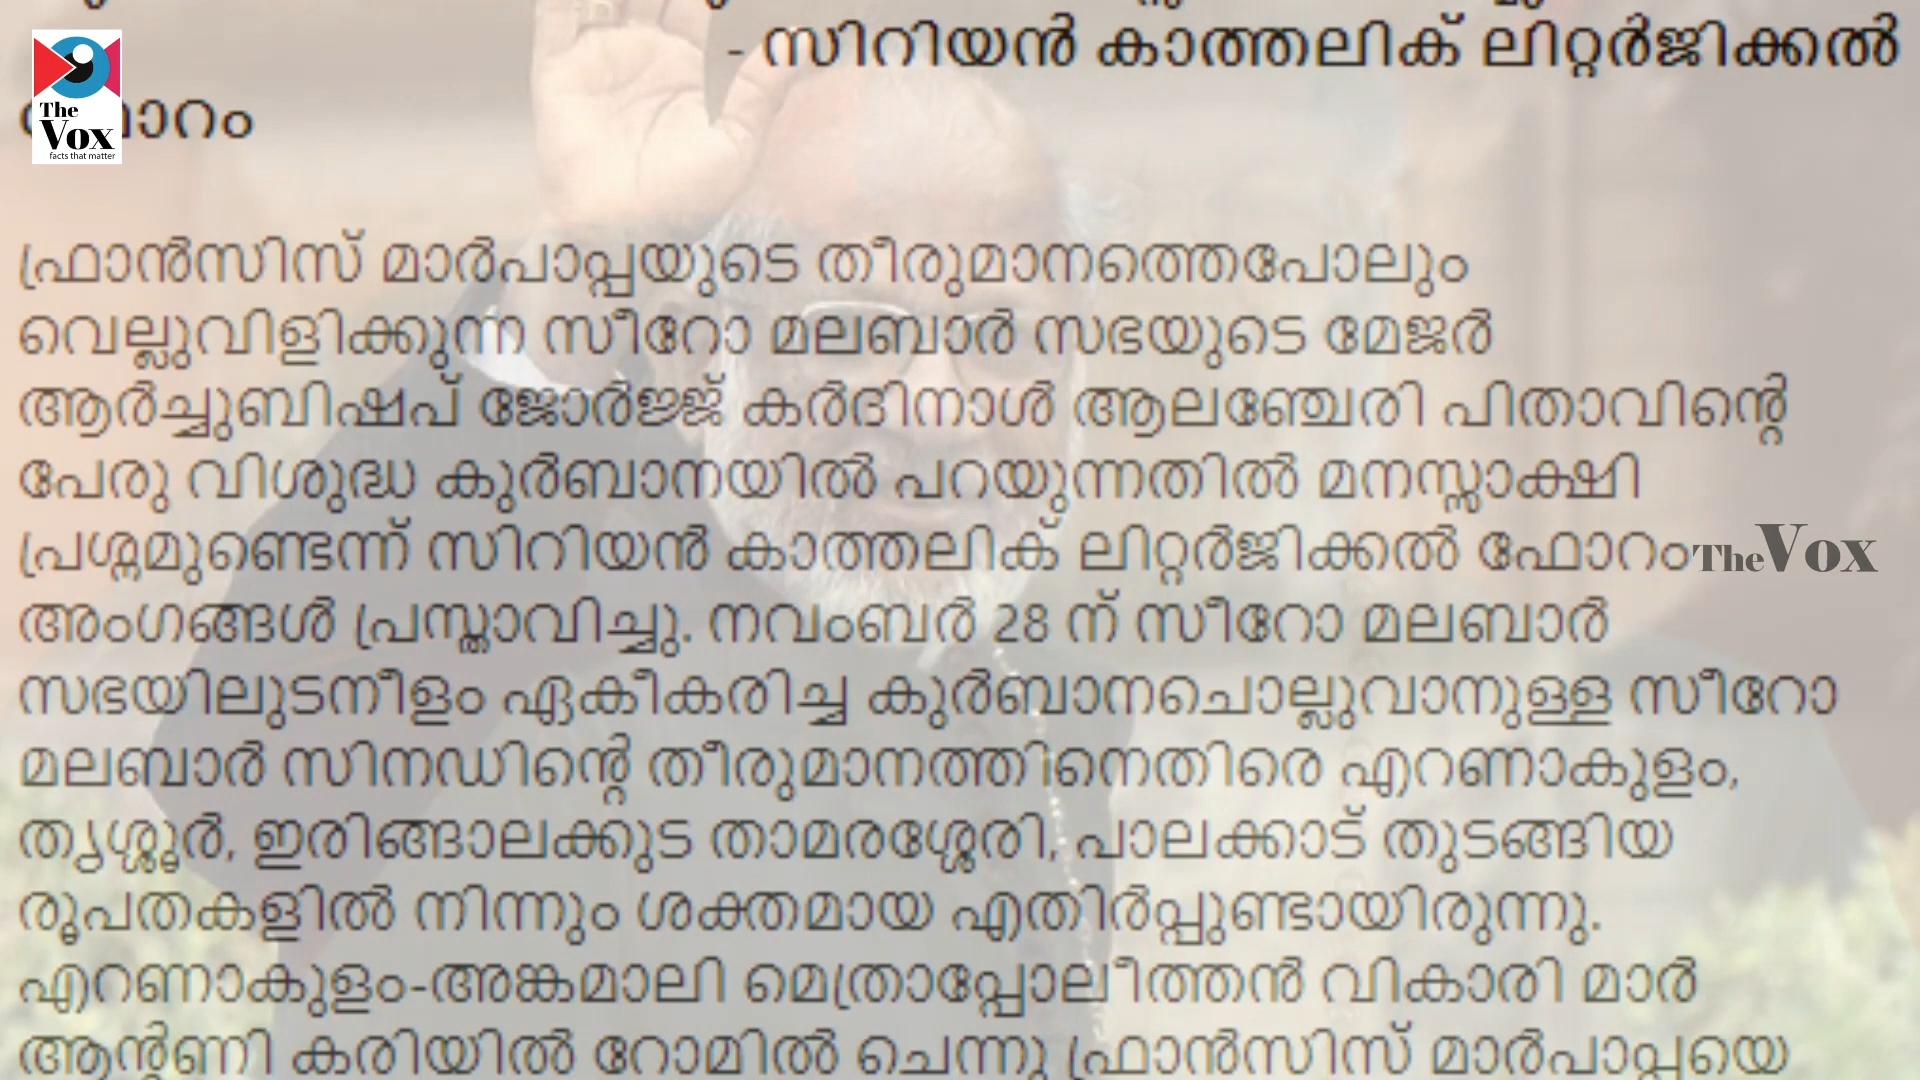 - സിറിയൻ കാത്തലിക് ലിറ്റർജിക്കൽ
The
Vox
facts that matter
ഫ്രാൻസിസ് മാർപാപ്പയുടെ തീരുമാനത്തെപോലും
വെല്ലുവിളിക്കുന്ന സീറോ മലബാർ സഭയുടെ മേജർ
ആർച്ചുബിഷപ് ജോർജ്ജ് കർദിനാൾ ആലഞ്ചേരി പിതാവിന്റെ
പേരു വിശുദ്ധ കുർബാനയിൽ പറയുന്നതിൽ മനസ്സാക്ഷി
പ്രശ്നമുണ്ടെന്ന് സിറിയൻ കാത്തലിക് ലിറ്റർജിക്കൽ ഫോറം
TheVox
അംഗങ്ങൾ പ്രസ്താവിച്ചു. നവംബർ 28 ന് സീറോ മലബാർ
സഭയിലുടനീളം ഏകീകരിച്ച കുർബാനചൊല്ലുവാനുള്ള സീറോ
മലബാർ സിനഡിന്റെ തീരുമാനത്തിനെതിരെ എറണാകുളം,
തൃശ്ശൂർ, ഇരിങ്ങാലക്കുട താമരശ്ശേരി, പാലക്കാട് തുടങ്ങിയ
രൂപതകളിൽ നിന്നും ശക്തമായ എതിർപ്പുണ്ടായിരുന്നു.
എറണാകുളം-അങ്കമാലി മെത്രാപ്പോലീത്തൻ വികാരി മാർ
ആന്റണി കരിയിൽ റോമിൽ ചെന്നു ഫ്രാൻസിസ് മാർപാപ്പയെ